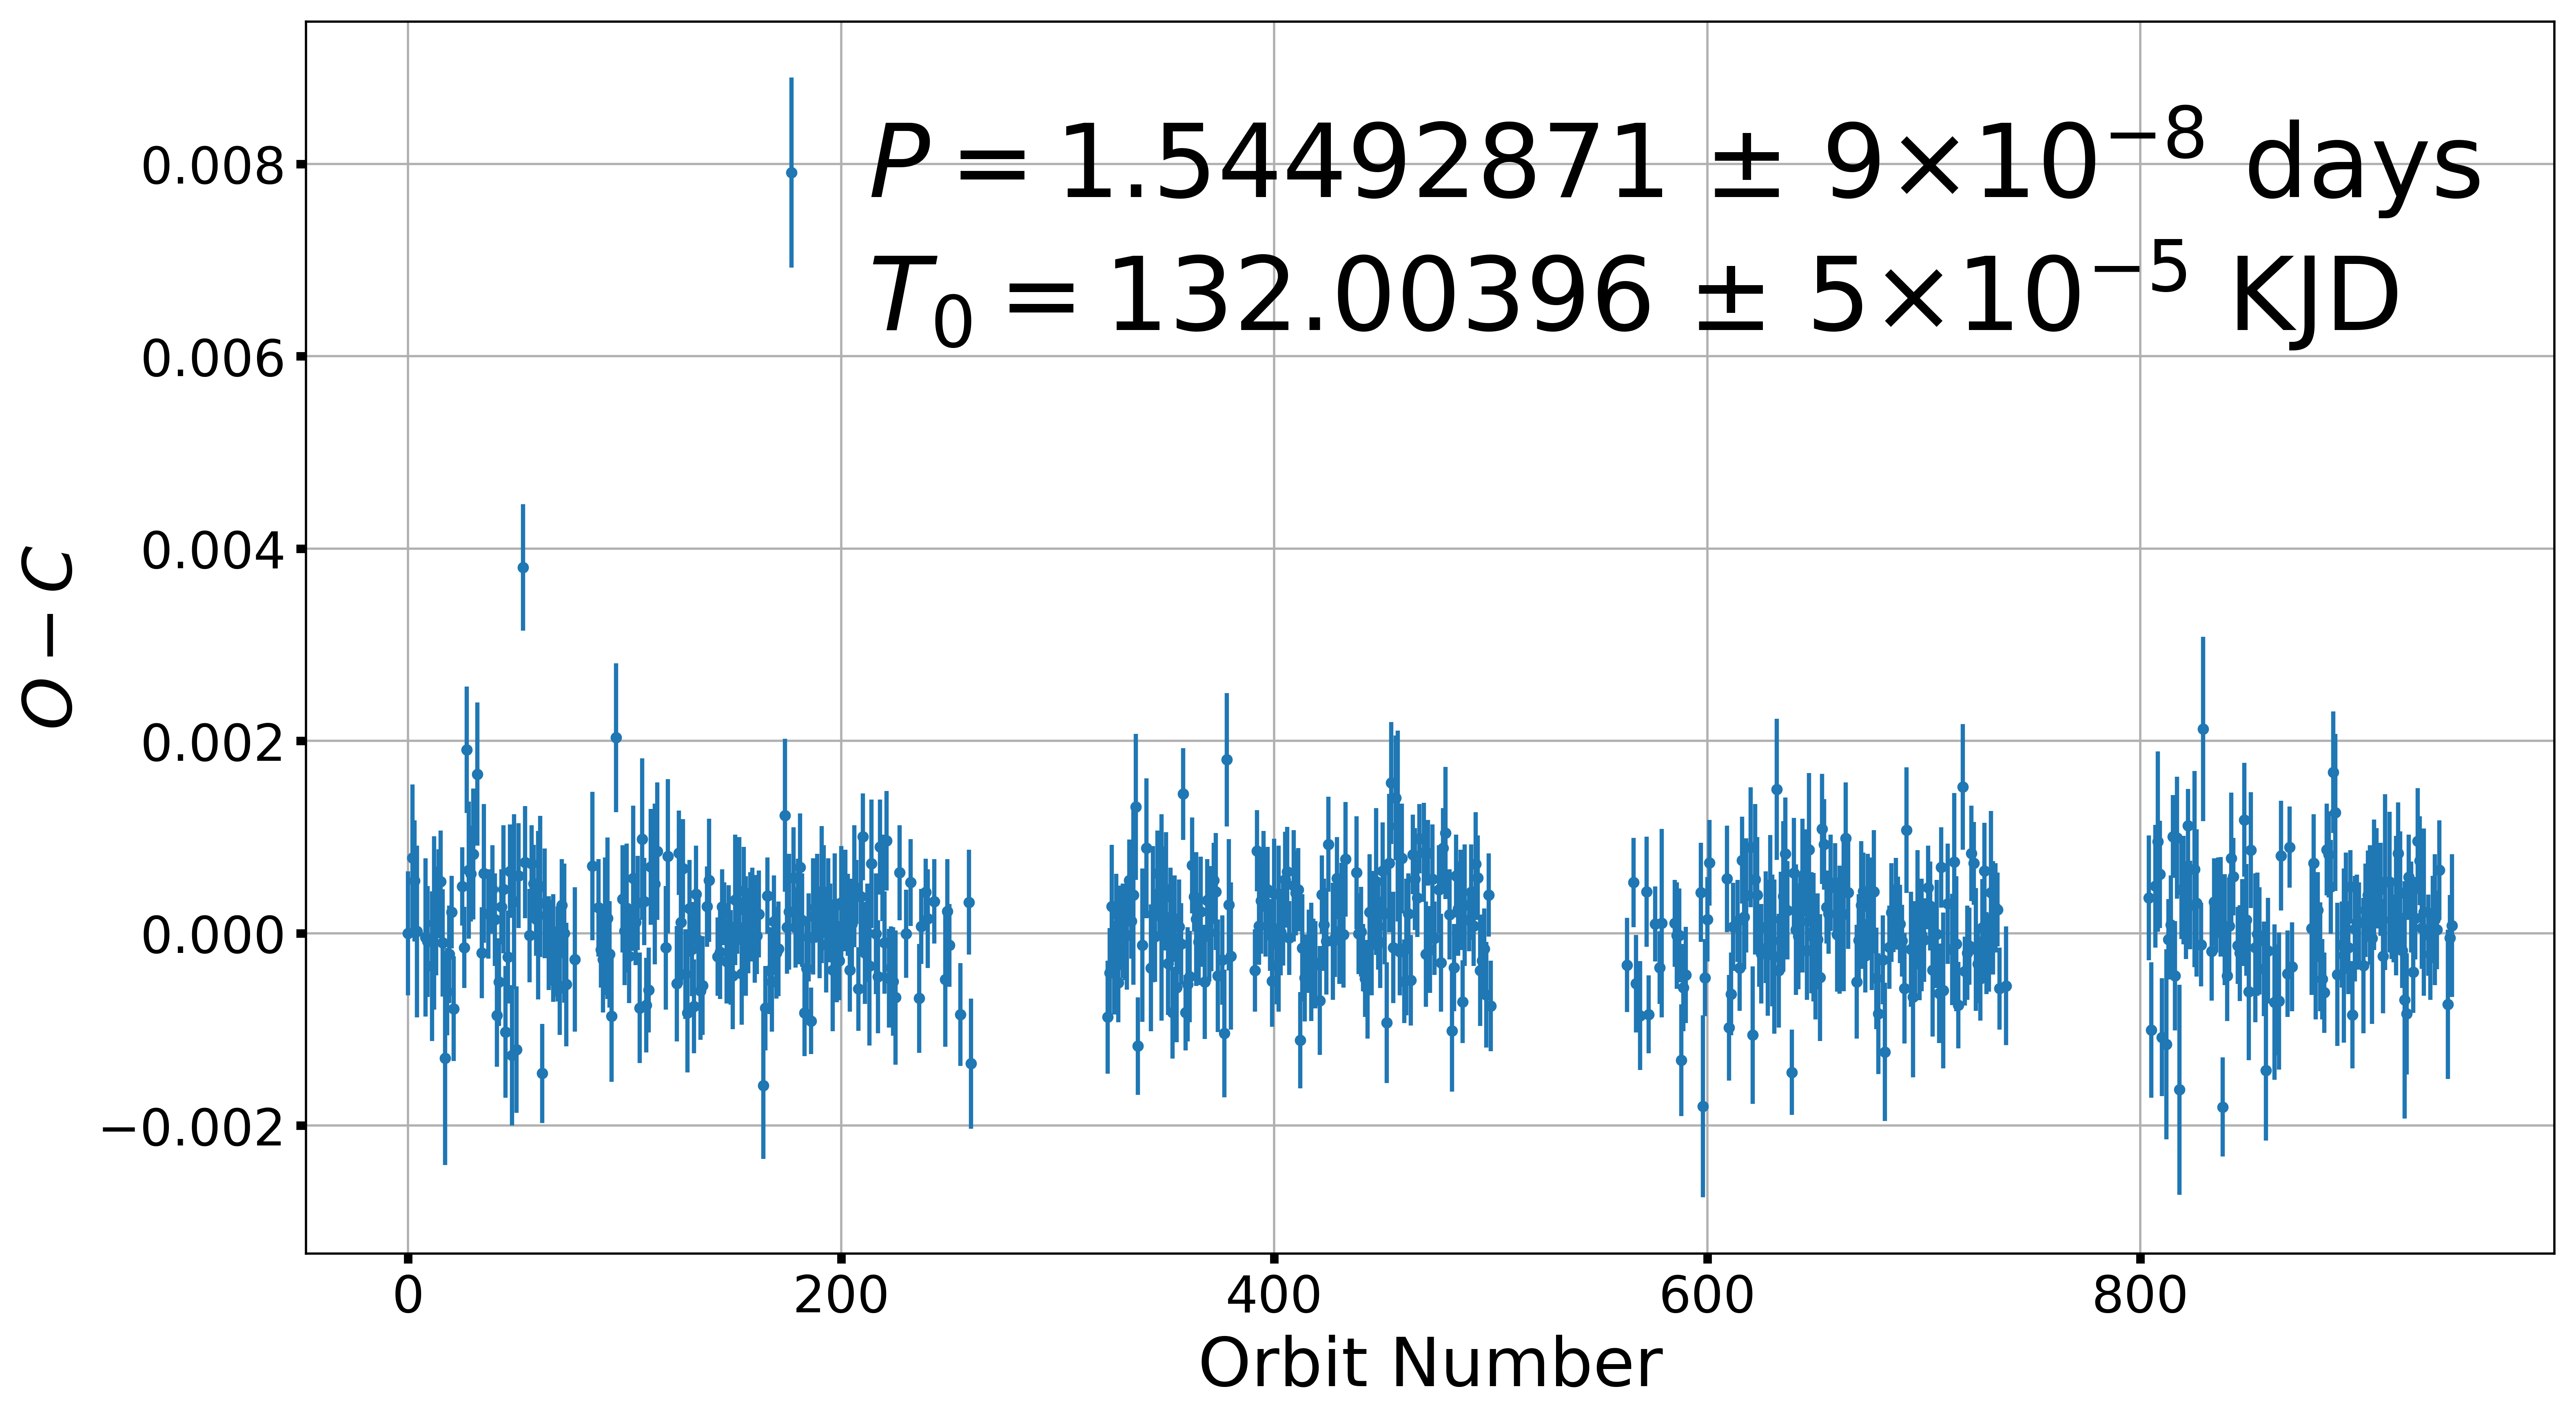 P = 1.54492871 ± 9×10⁻⁸ days
T₀ = 132.00396 ± 5×10⁻⁵ KJD
0.008
0.006
0.004
0.002
0.000
−0.002
O − C
0 200 400 600 800
Orbit Number